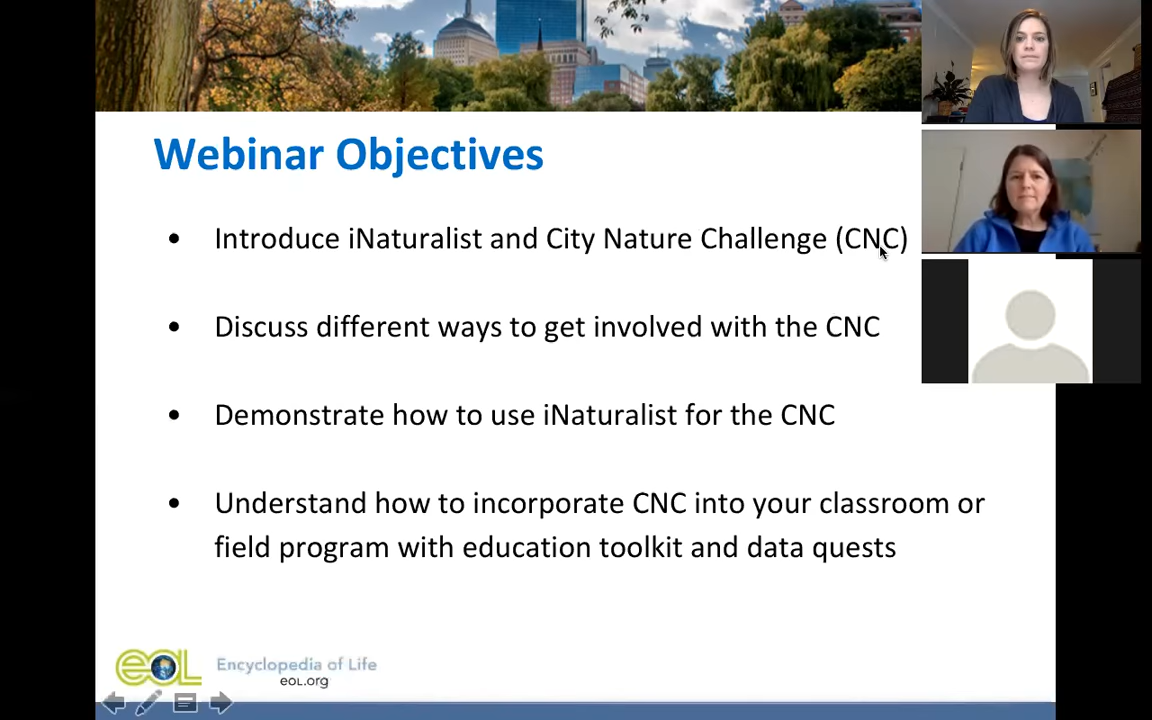 Webinar Objectives
• Introduce iNaturalist and City Nature Challenge (CNC)
• Discuss different ways to get involved with the CNC
• Demonstrate how to use iNaturalist for the CNC
• Understand how to incorporate CNC into your classroom or
field program with education toolkit and data quests
eOL Encyclopedia of Life
eOL.org